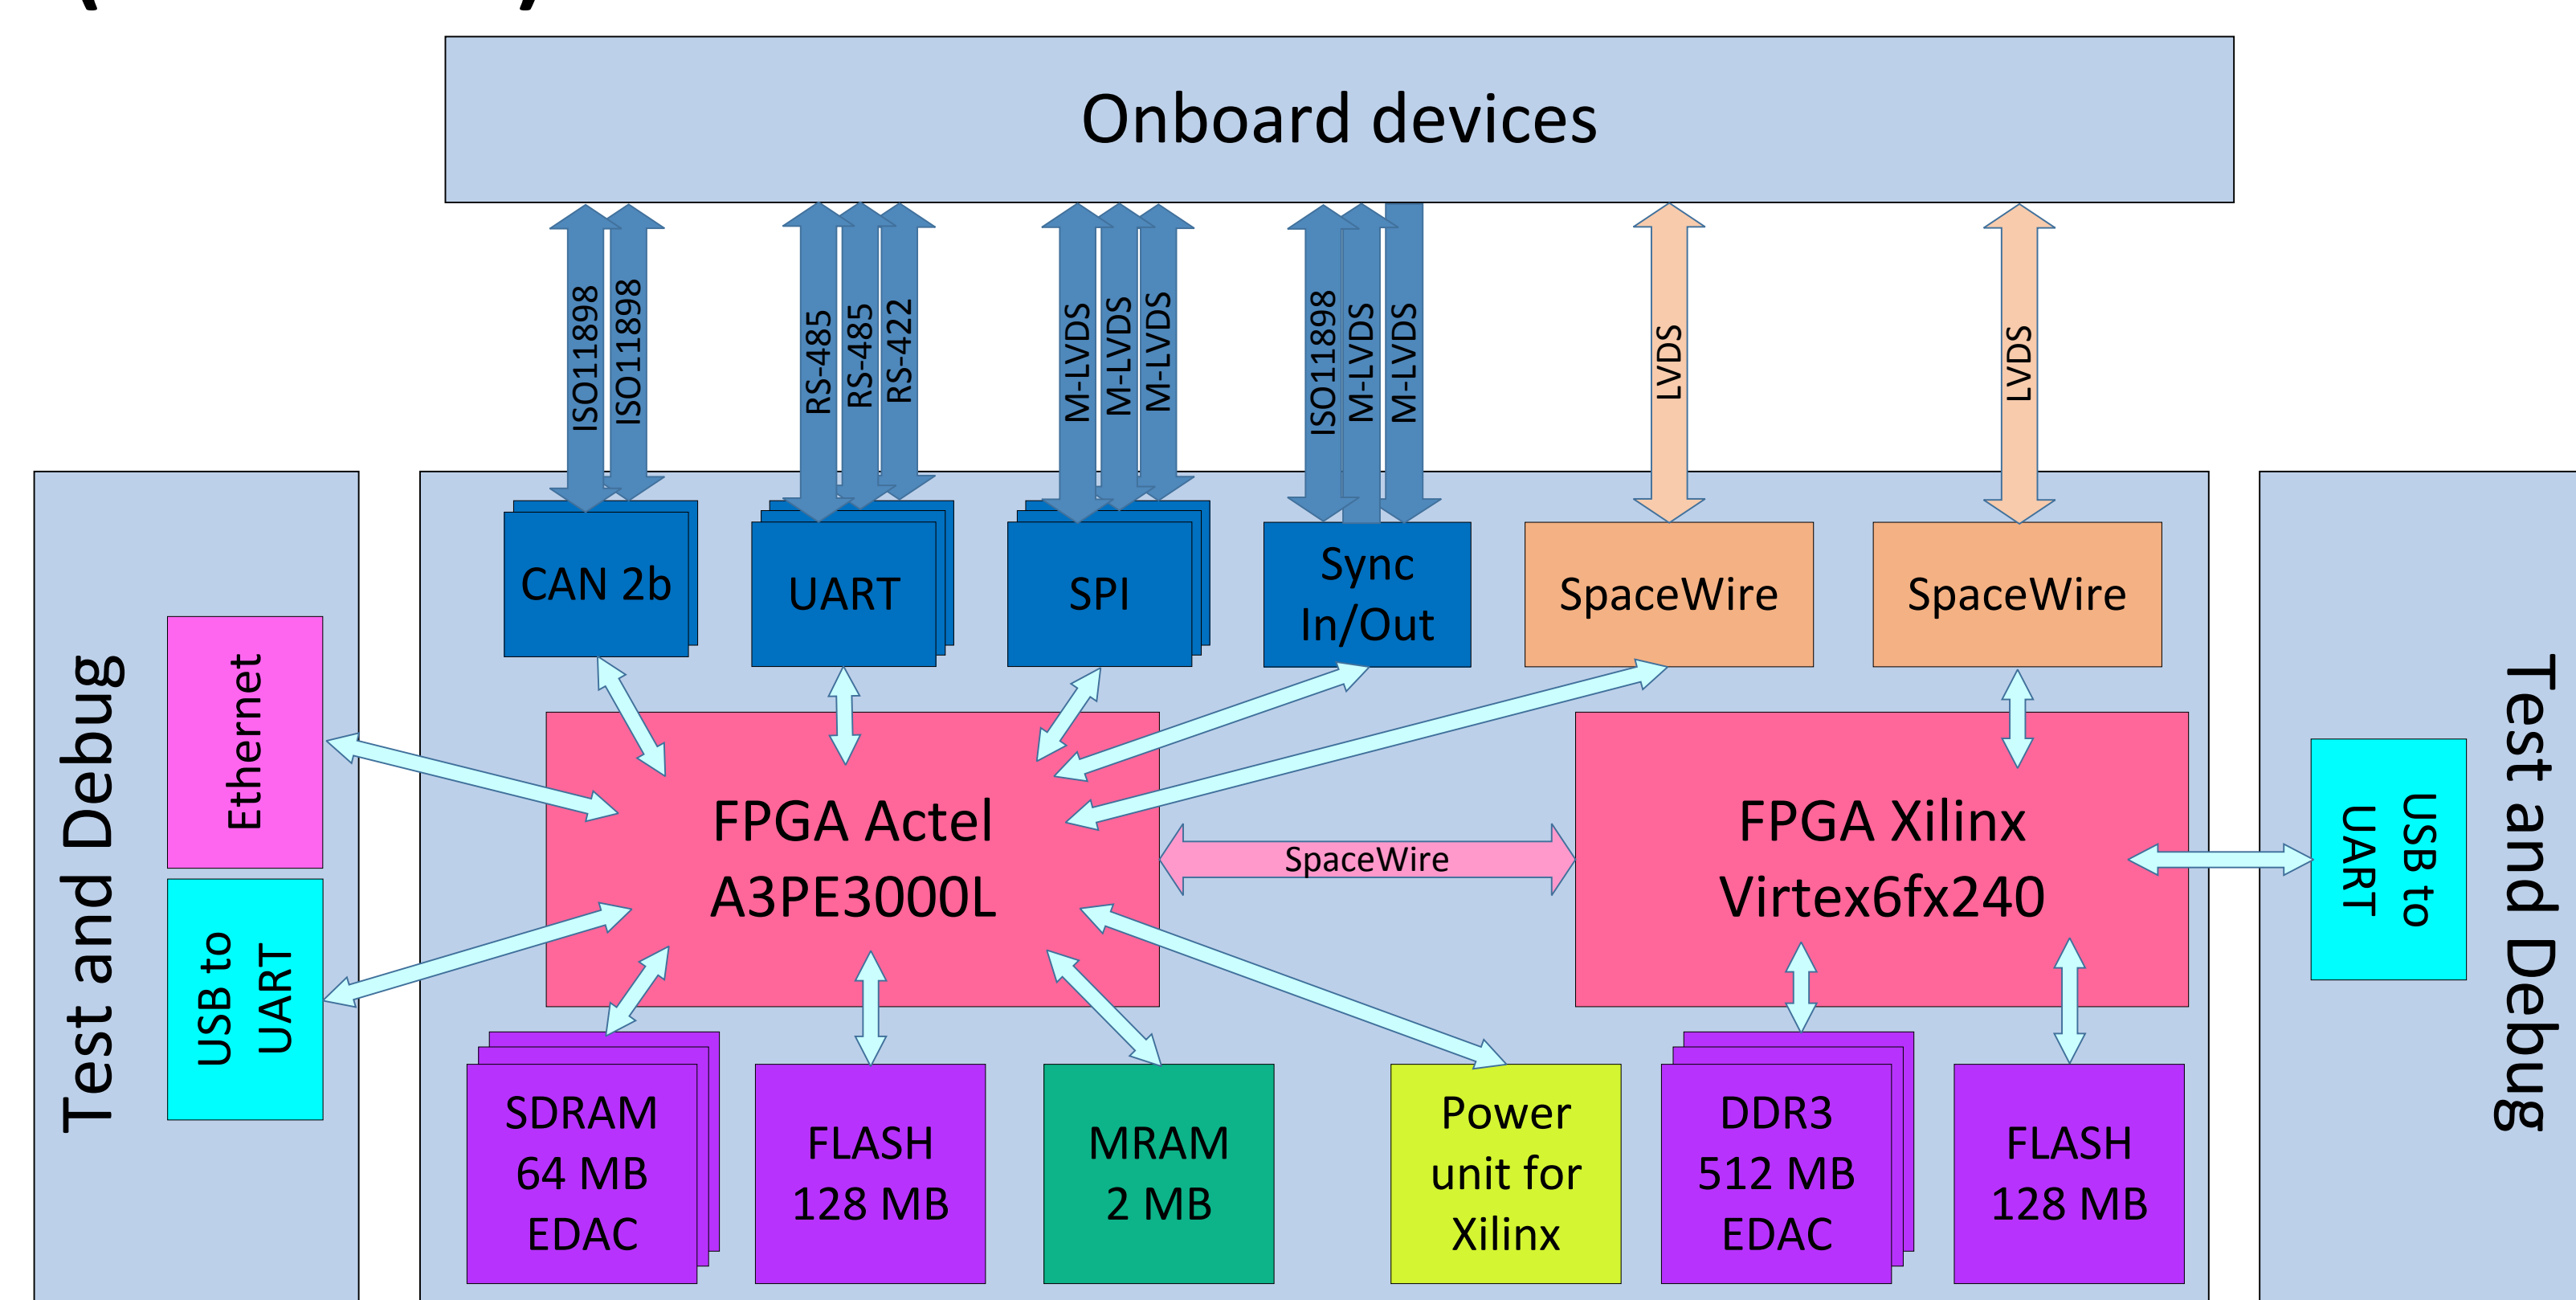 Onboard devices
ISO11898
ISO11898
RS-485
RS-485
RS-422
M-LVDS
M-LVDS
M-LVDS
ISO11898
M-LVDS
M-LVDS
LVDS
LVDS
CAN 2b
UART
SPI
Sync
In/Out
SpaceWire
SpaceWire
Test and Debug
Ethernet
USB to
UART
FPGA Actel
A3PE3000L
SpaceWire
FPGA Xilinx
Virtex6fx240
USB to
UART
Test and Debug
SDRAM
64 MB
EDAC
FLASH
128 MB
MRAM
2 MB
Power
unit for
Xilinx
DDR3
512 MB
EDAC
FLASH
128 MB